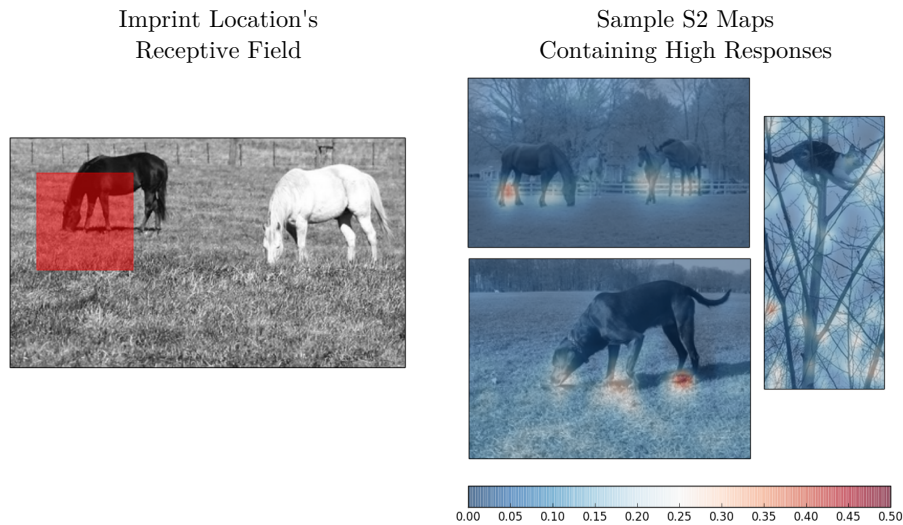 Imprint Location's
Receptive Field
Sample S2 Maps
Containing High Responses
0.00 0.05 0.10 0.15 0.20 0.25 0.30 0.35 0.40 0.45 0.50